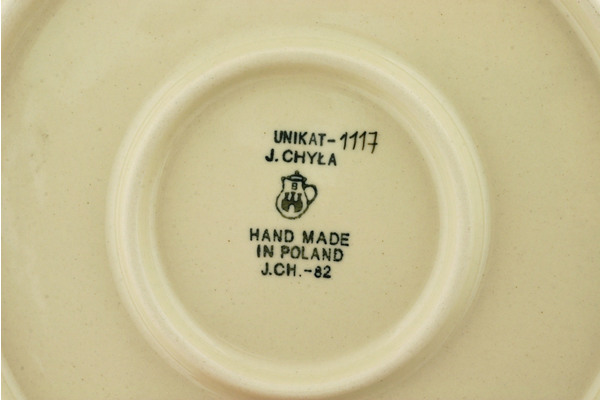 UNIKAT-1117
J. CHYŁA
B
HAND MADE
IN POLAND
J.CH.-82